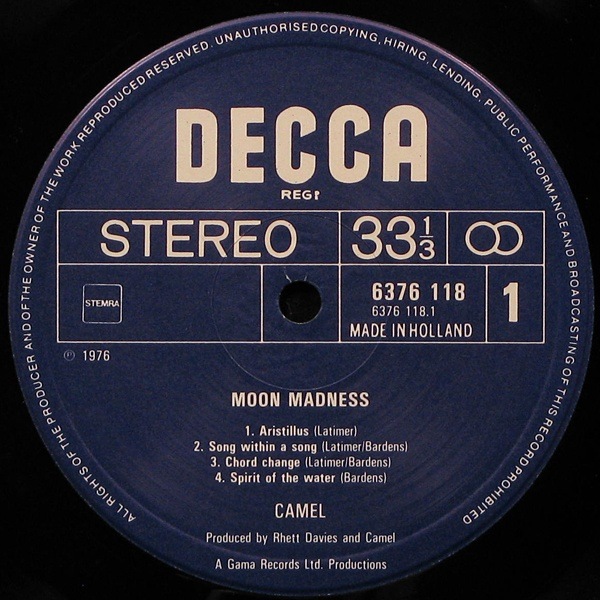 ALL RIGHTS OF THE PRODUCER AND OF THE OWNER OF THE WORK REPRODUCED RESERVED. UNAUTHORISED COPYING, HIRING, LENDING, PUBLIC PERFORMANCE AND BROADCASTING OF THIS RECORD PROHIBITED
DECCA
STEREO 33 1/3
STEMRA
6376 118
6376 118.1
MADE IN HOLLAND
1
℗ 1976
MOON MADNESS
1. Aristillus (Latimer)
2. Song within a song (Latimer/Bardens)
3. Chord change (Latimer/Bardens)
4. Spirit of the water (Bardens)
CAMEL
Produced by Rhett Davies and Camel
A Gama Records Ltd. Productions